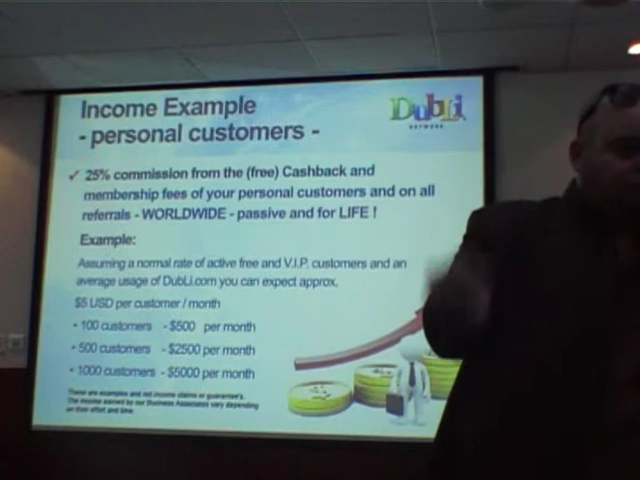 Income Example
- personal customers -
DubLi
NETWORK
✓ 25% commission from the (free) Cashback and
membership fees of your personal customers and on all
referrals - WORLDWIDE - passive and for LIFE !
Example:
Assuming a normal rate of active free and V.I.P. customers and an
average usage of DubLi.com you can expect approx.
$5 USD per customer / month
• 100 customers - $500 per month
• 500 customers - $2500 per month
• 1000 customers - $5000 per month
These are examples and not income claims or guarantee's.
The income earned by our Business Associates vary depending
on their effort and time.